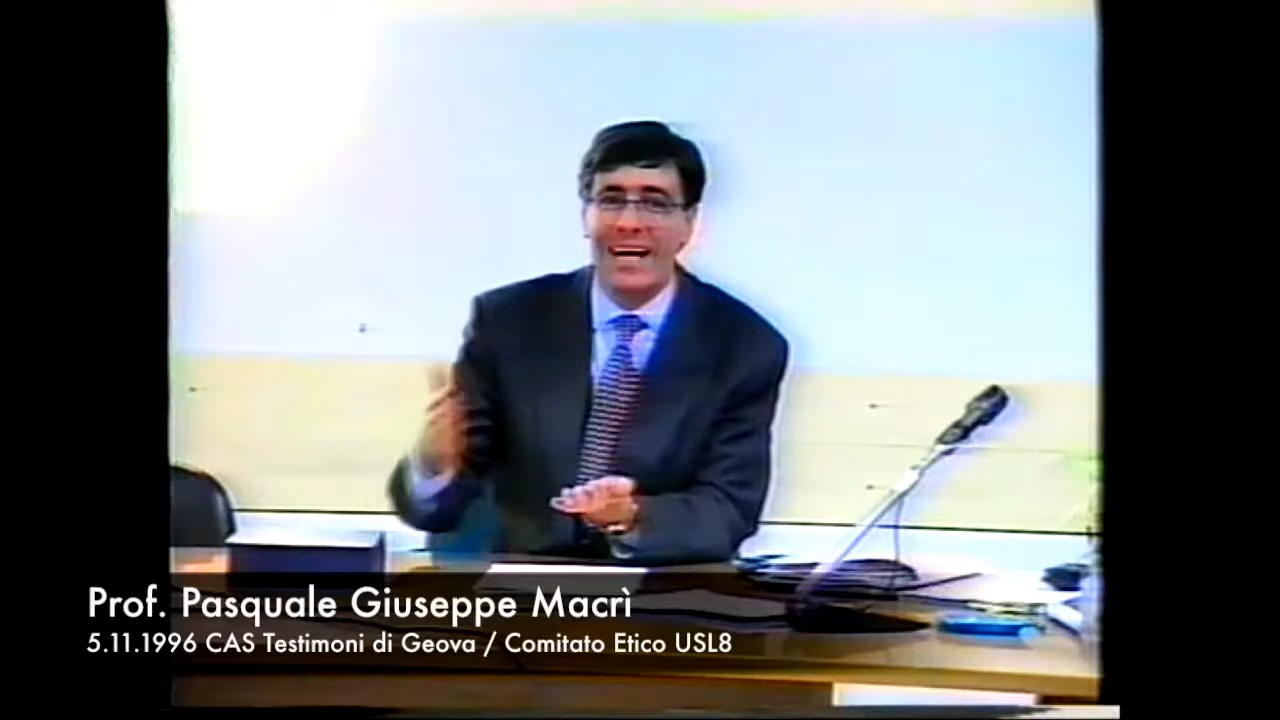 Prof. Pasquale Giuseppe Macrì
5.11.1996 CAS Testimoni di Geova / Comitato Etico USL8